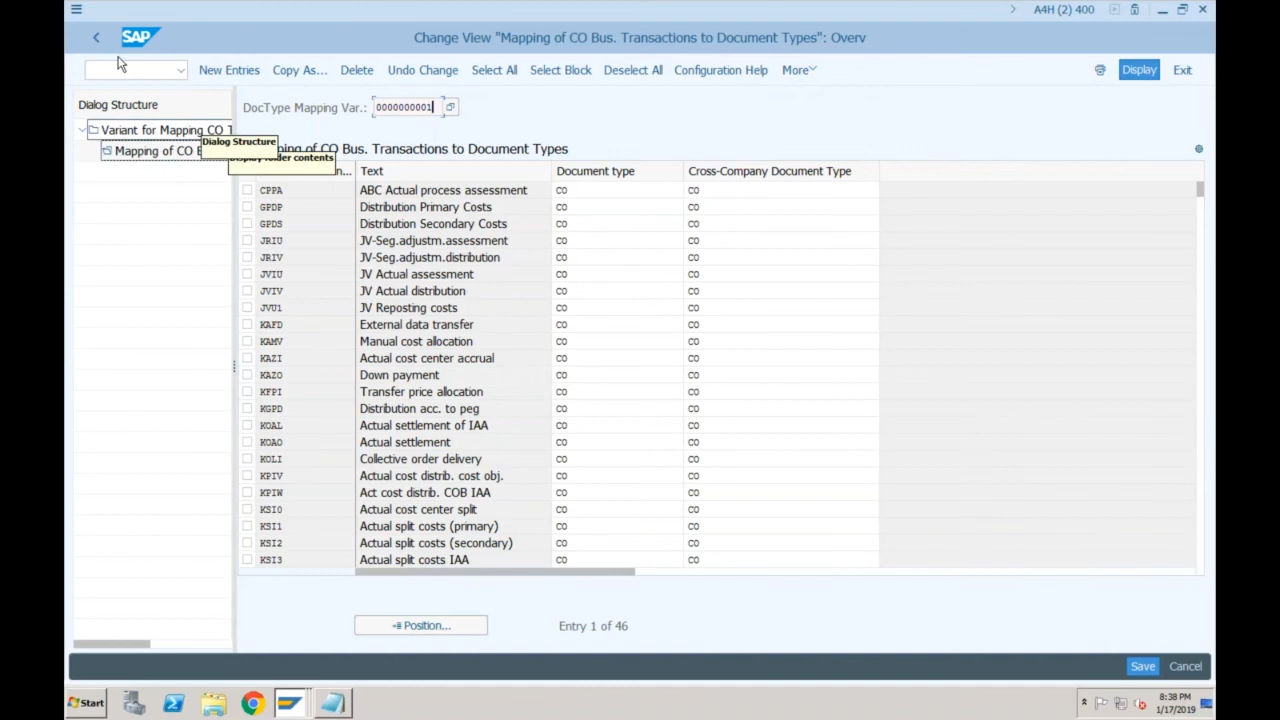 A4H (2) 400
SAP
Change View "Mapping of CO Bus. Transactions to Document Types": Overv
New Entries Copy As... Delete Undo Change Select All Select Block Deselect All Configuration Help More Display Exit
Dialog Structure
DocType Mapping Var.: 0000000001
Variant for Mapping CO T
Dialog Structure
Mapping of CO B
of CO Bus. Transactions to Document Types
folder contents
n... Text Document type Cross-Company Document Type
CPPA ABC Actual process assessment CO CO
GPDP Distribution Primary Costs CO CO
GPDS Distribution Secondary Costs CO CO
JRIU JV-Seg.adjustm.assessment CO CO
JRIV JV-Seg.adjustm.distribution CO CO
JVIU JV Actual assessment CO CO
JVIV JV Actual distribution CO CO
JVU1 JV Reposting costs CO CO
KAFD External data transfer CO CO
KAMV Manual cost allocation CO CO
KAZI Actual cost center accrual CO CO
KAZO Down payment CO CO
KFPI Transfer price allocation CO CO
KGPD Distribution acc. to peg CO CO
KOAL Actual settlement of IAA CO CO
KOAO Actual settlement CO CO
KOLI Collective order delivery CO CO
KPIV Actual cost distrib. cost obj. CO CO
KPIW Act cost distrib. COB IAA CO CO
KSI0 Actual cost center split CO CO
KSI1 Actual split costs (primary) CO CO
KSI2 Actual split costs (secondary) CO CO
KSI3 Actual split costs IAA CO CO
Position... Entry 1 of 46
Save Cancel
Start 8:38 PM
1/17/2019